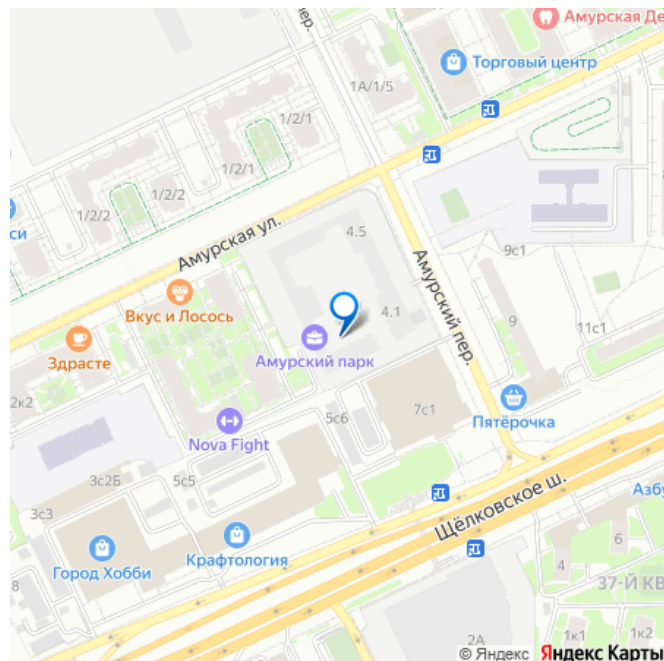 Амурская Де
пер.
Торговый центр
1А/1/5
1/2/1
1/2/1
1/2/2
1/2/2
си
Амурская ул.
4.5
9с1
Амурский пер.
Вкус и Лосось
4.1
9
11с1
Здрасте
Амурский парк
2к2
5с6
7с1
Пятёрочка
Nova Fight
3с2Б
5с5
Азбу
3с3
Щёлковское ш.
Крафтология
Город Хобби
8
6
4
37-Й КВ
2А
1к1
1к2
© Яндекс Яндекс Карты